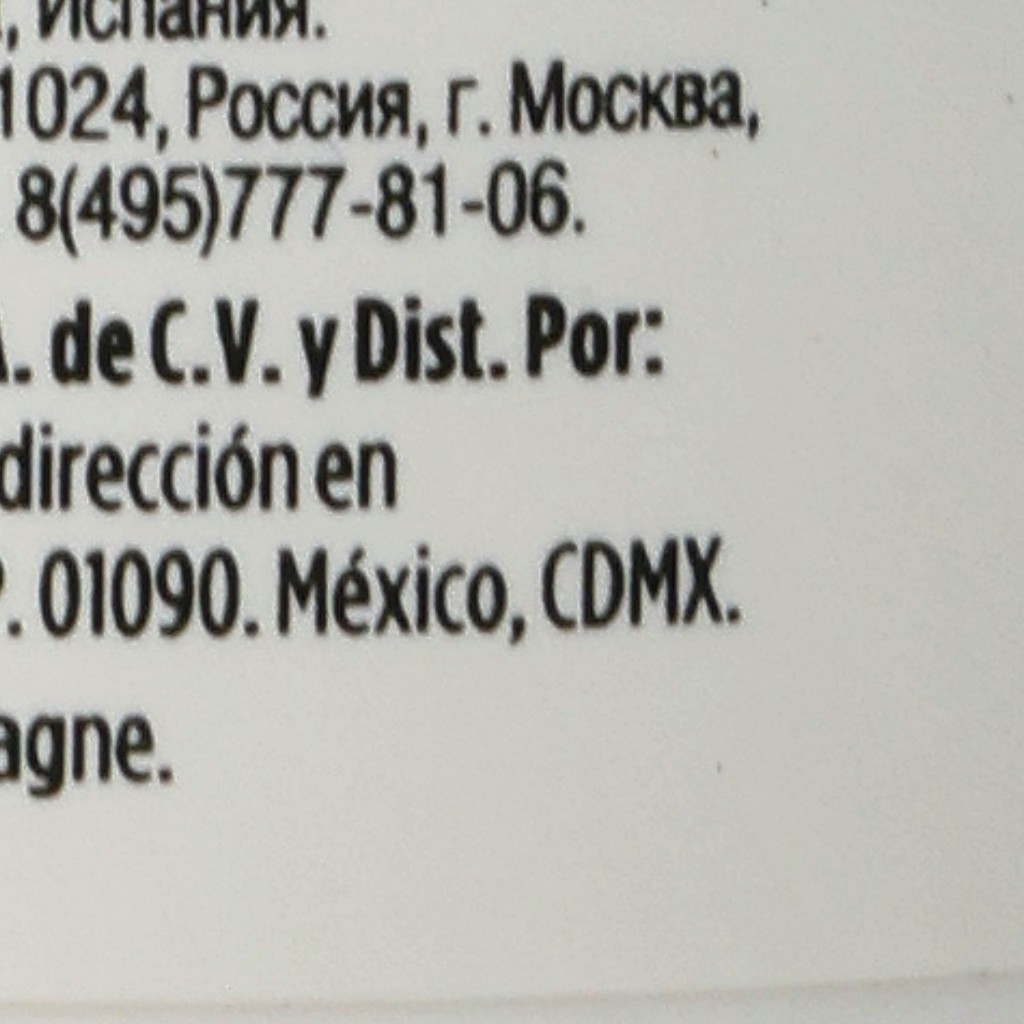 , Испания.
1024, Россия, г. Москва,
8(495)777-81-06.
. de C.V. y Dist. Por:
dirección en
. 01090. México, CDMX.
agne.